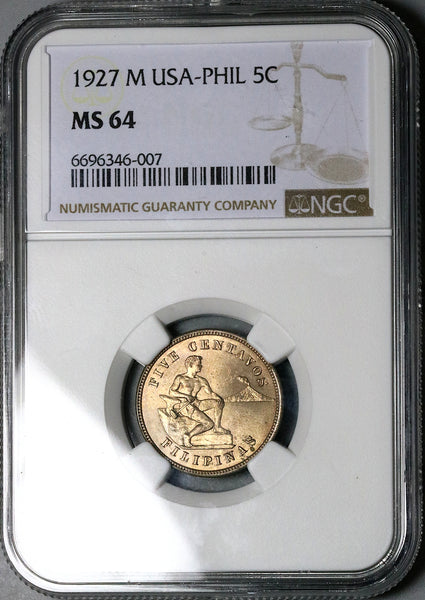 1927 M USA-PHIL 5C
MS 64
6696346-007
NUMISMATIC GUARANTY COMPANY NGC®
FIVE CENTAVOS
FILIPINAS